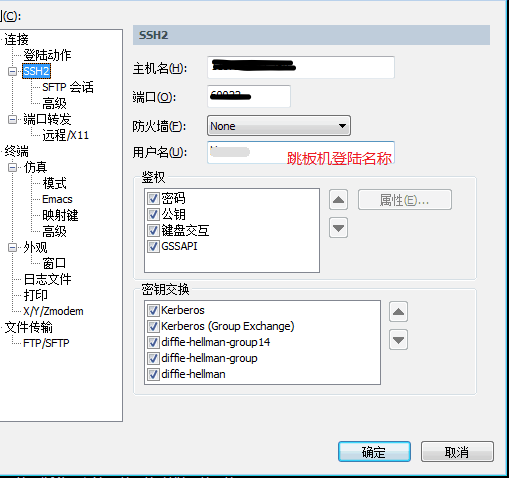 (C):
连接
登陆动作
SSH2
SFTP 会话
高级
端口转发
远程/X11
终端
仿真
模式
Emacs
映射键
高级
外观
窗口
日志文件
打印
X/Y/Zmodem
文件传输
FTP/SFTP
SSH2
主机名(H):
端口(O):
防火墙(F): None
用户名(U): 跳板机登陆名称
鉴权
密码
公钥
键盘交互
GSSAPI
属性(E)...
密钥交换
Kerberos
Kerberos (Group Exchange)
diffie-hellman-group14
diffie-hellman-group
diffie-hellman
确定 取消